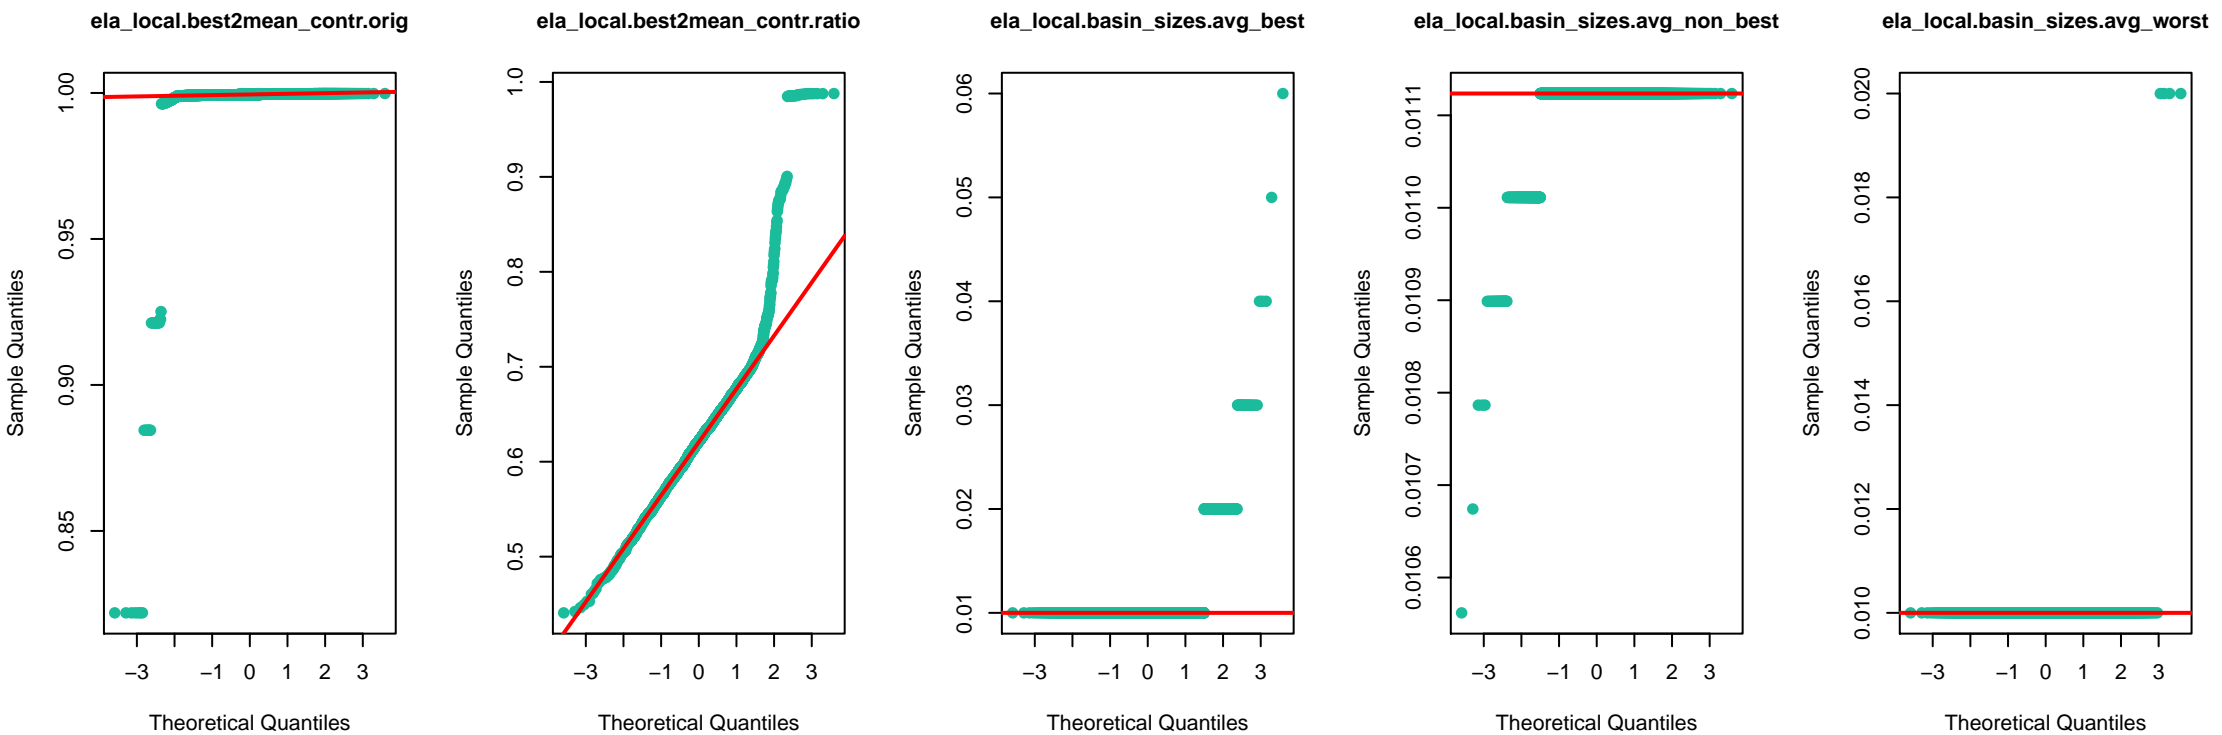 ela_local.best2mean_contr.orig
Sample Quantiles
1.00
0.95
0.90
0.85
−3 −1 0 1 2 3
Theoretical Quantiles
ela_local.best2mean_contr.ratio
Sample Quantiles
1.0
0.9
0.8
0.7
0.6
0.5
−3 −1 0 1 2 3
Theoretical Quantiles
ela_local.basin_sizes.avg_best
Sample Quantiles
0.06
0.05
0.04
0.03
0.02
0.01
−3 −1 0 1 2 3
Theoretical Quantiles
ela_local.basin_sizes.avg_non_best
Sample Quantiles
0.0111
0.0110
0.0109
0.0108
0.0107
0.0106
−3 −1 0 1 2 3
Theoretical Quantiles
ela_local.basin_sizes.avg_worst
Sample Quantiles
0.020
0.018
0.016
0.014
0.012
0.010
−3 −1 0 1 2 3
Theoretical Quantiles